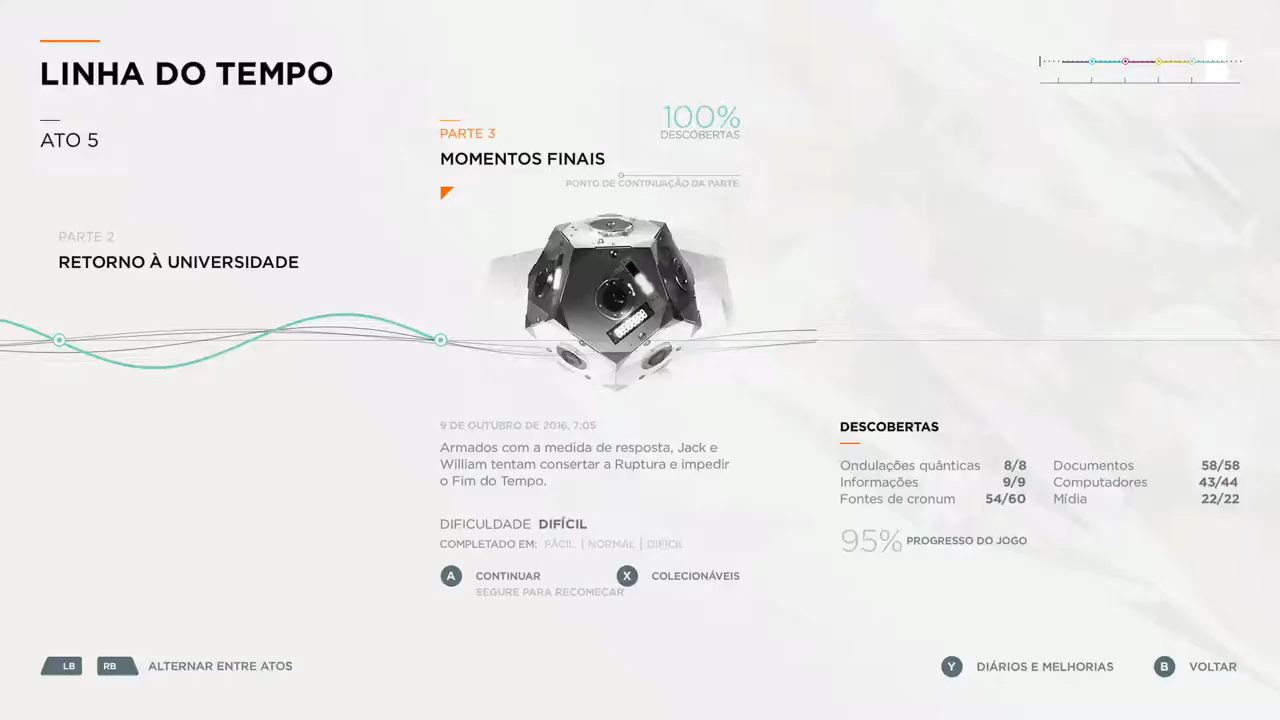 LINHA DO TEMPO
ATO 5
PARTE 2
RETORNO À UNIVERSIDADE
PARTE 3
MOMENTOS FINAIS
100%
DESCOBERTAS
PONTO DE CONTINUAÇÃO DA PARTE
9 DE OUTUBRO DE 2016, 7:05
Armados com a medida de resposta, Jack e
William tentam consertar a Ruptura e impedir
o Fim do Tempo.
DIFICULDADE DIFÍCIL
COMPLETADO EM: FÁCIL | NORMAL | DIFÍCIL
A CONTINUAR
SEGURE PARA RECOMEÇAR
X COLECIONÁVEIS
DESCOBERTAS
Ondulações quânticas 8/8 Documentos 58/58
Informações 9/9 Computadores 43/44
Fontes de cronum 54/60 Mídia 22/22
95% PROGRESSO DO JOGO
LB RB ALTERNAR ENTRE ATOS
Y DIÁRIOS E MELHORIAS B VOLTAR